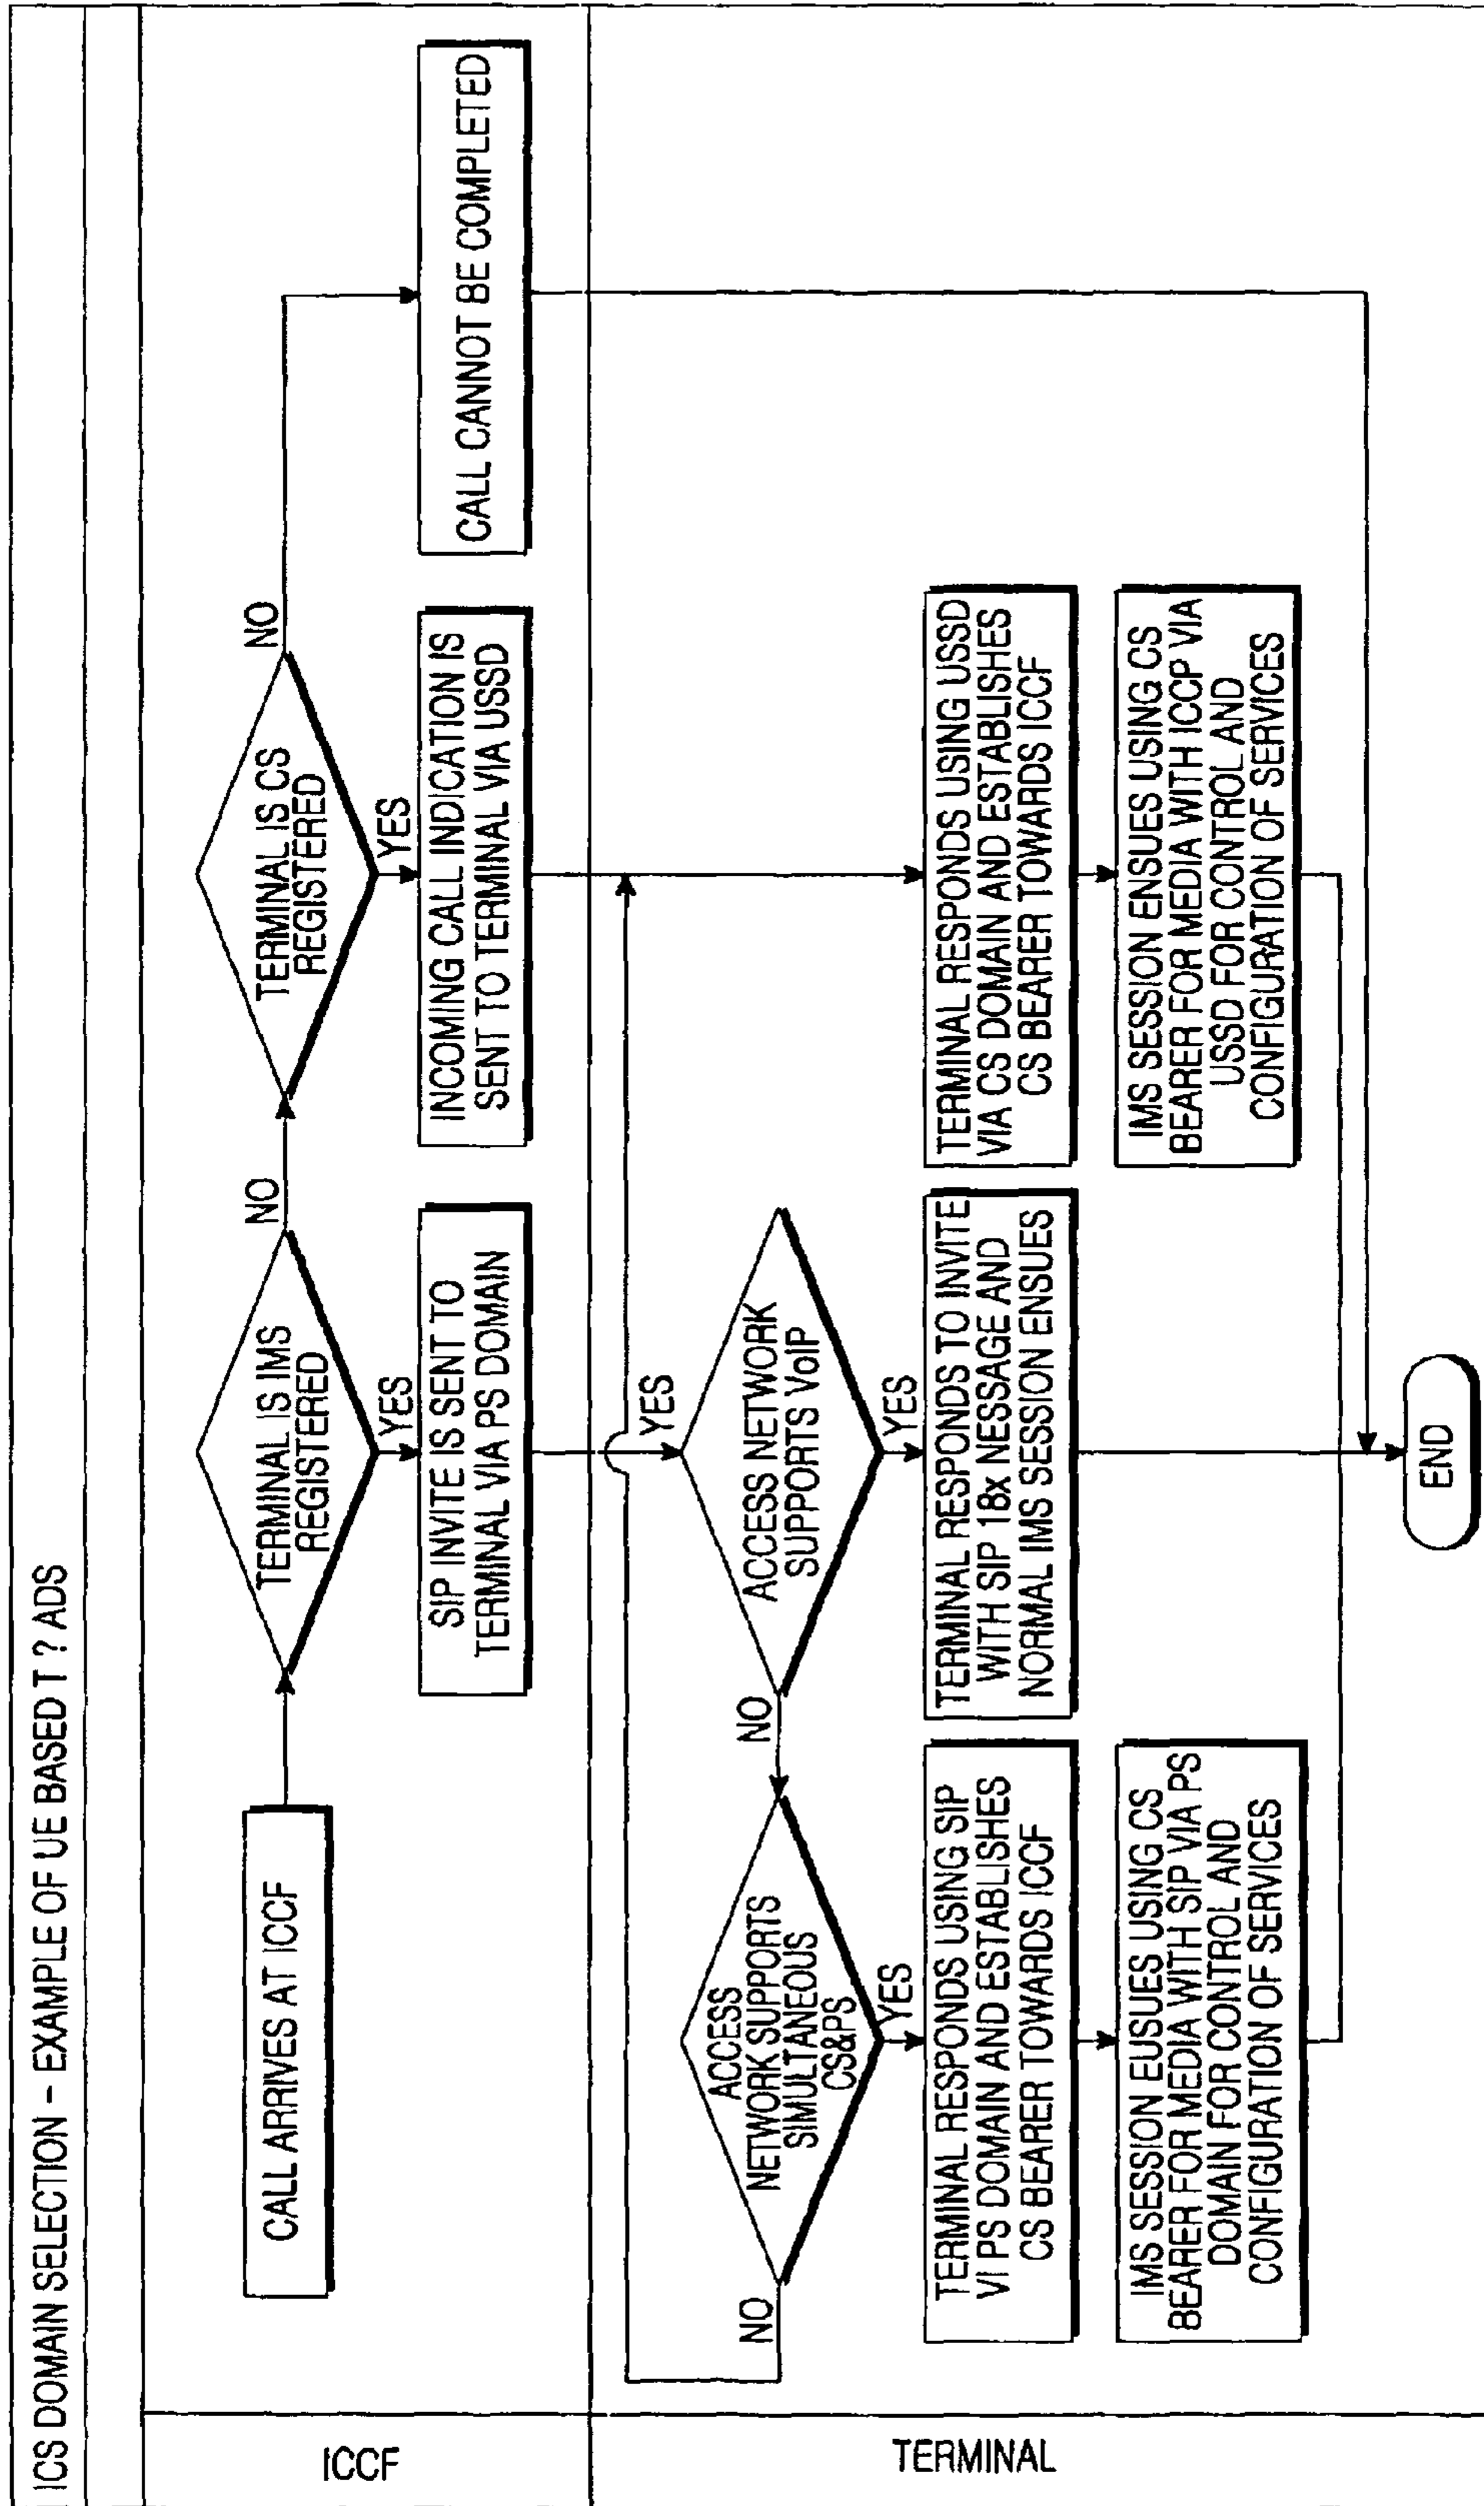 ICS DOMAIN SELECTION – EXAMPLE OF UE BASED T ? ADS
ICCF
CALL ARRIVES AT ICCF
TERMINAL IS IMS
REGISTERED
NO
YES
TERMINAL IS CS
REGISTERED
NO
YES
SIP INVITE IS SENT TO
TERMINAL VIA PS DOMAIN
INCOMING CALL INDICATION IS
SENT TO TERMINAL VIA USSD
CALL CANNOT BE COMPLETED
TERMINAL
YES
ACCESS NETWORK
SUPPORTS VoIP
NO
YES
ACCESS
NETWORK SUPPORTS
SIMULTANEOUS
CS&PS
NO
YES
TERMINAL RESPONDS USING SIP
VI PS DOMAIN AND ESTABLISHES
CS BEARER TOWARDS ICCF
TERMINAL RESPONDS TO INVITE
WITH SIP 18x NESSAGE AND
NORMAL IMS SESSION ENSUES
TERMINAL RESPONDS USING USSD
VIA CS DOMAIN AND ESTABLISHES
CS BEARER TOWARDS ICCF
IMS SESSION EUSUES USING CS
BEARER FOR MEDIA WITH SIP VIA PS
DOMAIN FOR CONTROL AND
CONFIGURATION OF SERVICES
IMS SESSION ENSUES USING CS
BEARER FOR MEDIA WITH ICCP VIA
USSD FOR CONTROL AND
CONFIGURATION OF SERVICES
END